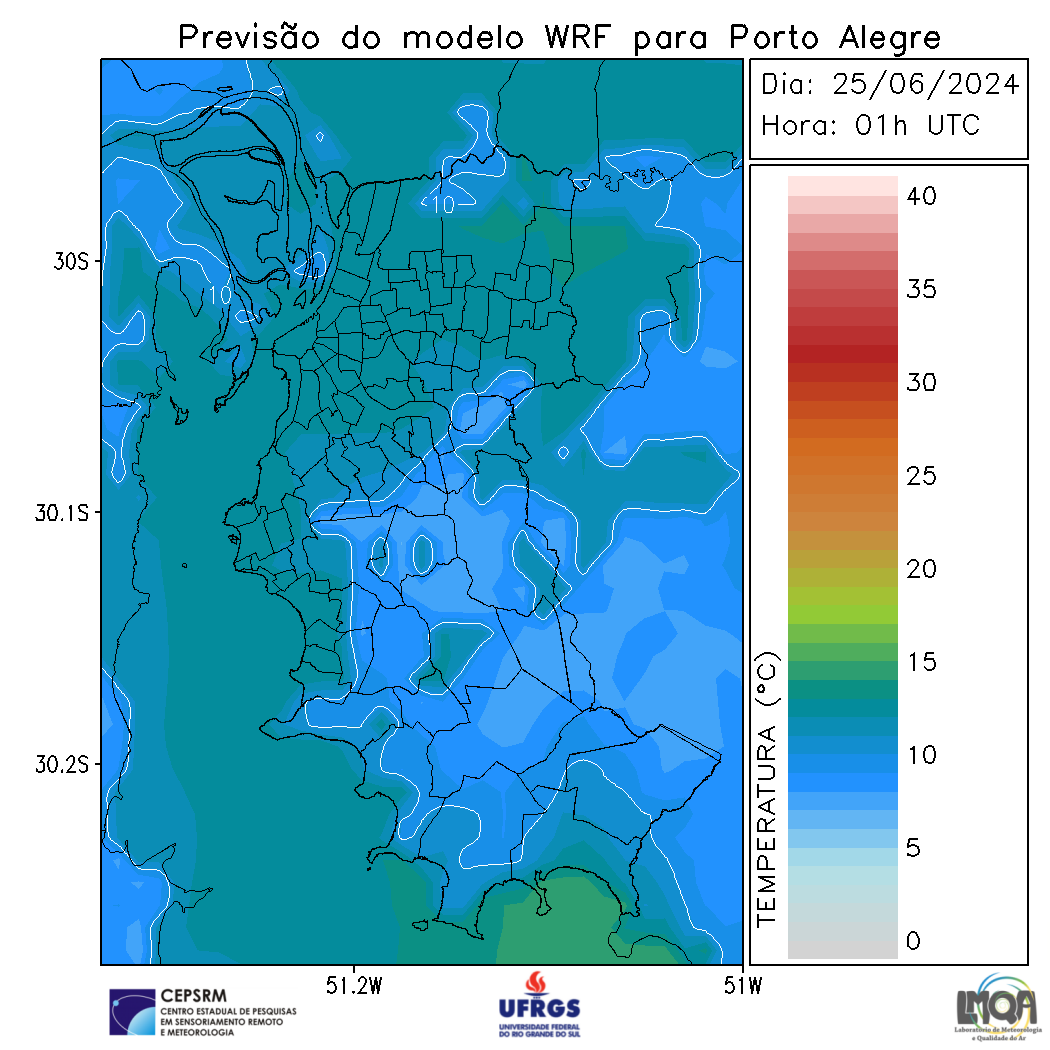 Previsão do modelo WRF para Porto Alegre
Dia: 25/06/2024
Hora: 01h UTC
40
35
30
25
20
15
10
5
0
TEMPERATURA (°C)
10
10
30S
30.1S
30.2S
51.2W
51W
CEPSRM
CENTRO ESTADUAL DE PESQUISAS
EM SENSORIAMENTO REMOTO
E METEOROLOGIA
UFRGS
UNIVERSIDADE FEDERAL
DO RIO GRANDE DO SUL
LMQA
Laboratório de Meteorologia
e Qualidade do Ar